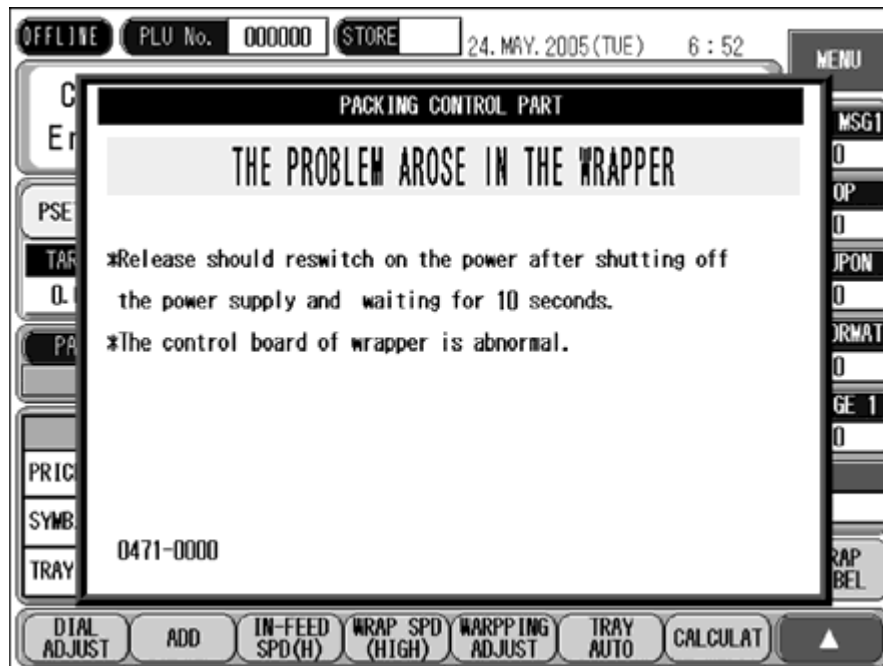 OFFLINE PLU No. 000000 STORE 24. MAY. 2005(TUE) 6:52 MENU
PACKING CONTROL PART
THE PROBLEM AROSE IN THE WRAPPER
*Release should reswitch on the power after shutting off
the power supply and waiting for 10 seconds.
*The control board of wrapper is abnormal.
0471-0000
MSG1
0
OP
0
UPON
0
ORMAT
0
GE 1
0
RAP
BEL
C
Er
PSE
TAR
0.
PA
PRIC
SYMB
TRAY
DIAL ADJUST
ADD
IN-FEED SPD(H)
WRAP SPD (HIGH)
WARPPING ADJUST
TRAY AUTO
CALCULAT